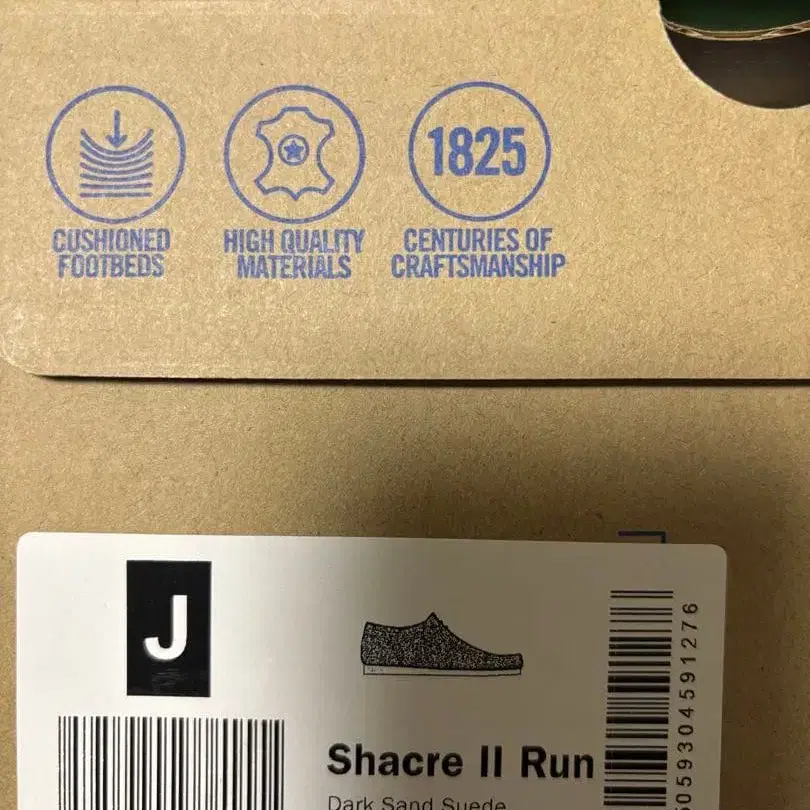 1825
CUSHIONED
FOOTBEDS
HIGH QUALITY
MATERIALS
CENTURIES OF
CRAFTSMANSHIP
J
5059304591276
Shacre II Run
Dark Sand Suede